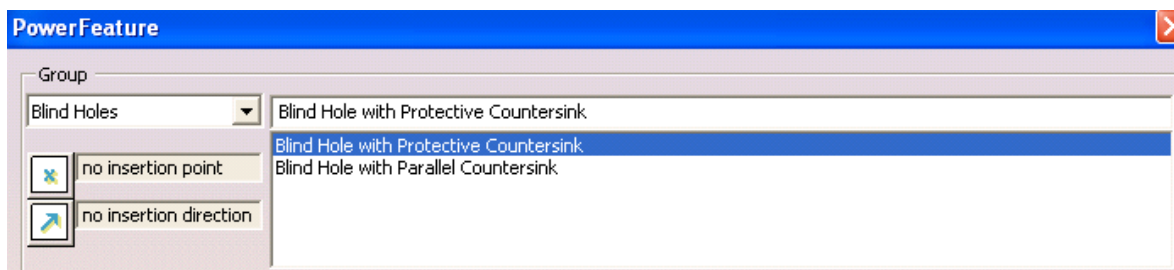 PowerFeature
Group
Blind Holes
Blind Hole with Protective Countersink
Blind Hole with Protective Countersink
Blind Hole with Parallel Countersink
no insertion point
no insertion direction